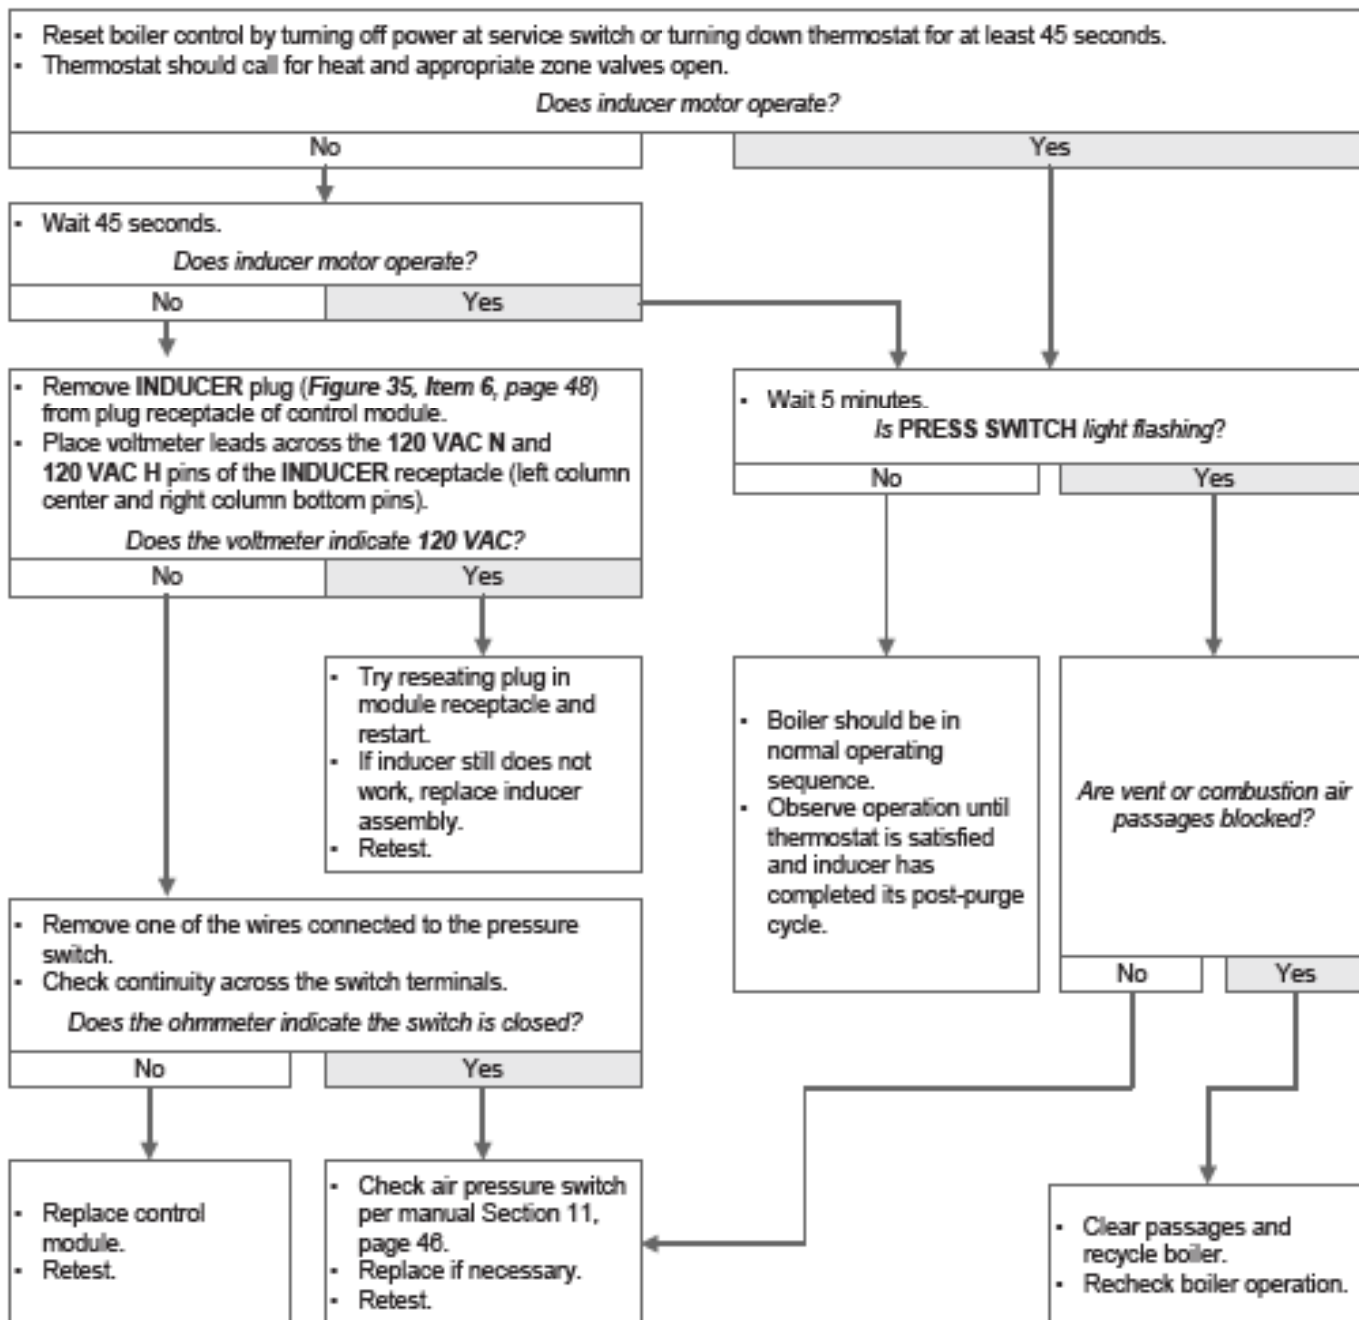 ▪ Reset boiler control by turning off power at service switch or turning down thermostat for at least 45 seconds.
▪ Thermostat should call for heat and appropriate zone valves open.
Does inducer motor operate?
No
Yes
▪ Wait 45 seconds.
Does inducer motor operate?
No
Yes
▪ Remove INDUCER plug (Figure 35, Item 6, page 48)
from plug receptacle of control module.
▪ Place voltmeter leads across the 120 VAC N and
120 VAC H pins of the INDUCER receptacle (left column
center and right column bottom pins).
Does the voltmeter indicate 120 VAC?
No
Yes
▪ Wait 5 minutes.
Is PRESS SWITCH light flashing?
No
Yes
▪ Try reseating plug in
module receptacle and
restart.
▪ If inducer still does not
work, replace inducer
assembly.
▪ Retest.
▪ Boiler should be in
normal operating
sequence.
▪ Observe operation until
thermostat is satisfied
and inducer has
completed its post-purge
cycle.
Are vent or combustion air
passages blocked?
No
Yes
▪ Remove one of the wires connected to the pressure
switch.
▪ Check continuity across the switch terminals.
Does the ohmmeter indicate the switch is closed?
No
Yes
▪ Replace control
module.
▪ Retest.
▪ Check air pressure switch
per manual Section 11,
page 46.
▪ Replace if necessary.
▪ Retest.
▪ Clear passages and
recycle boiler.
▪ Recheck boiler operation.